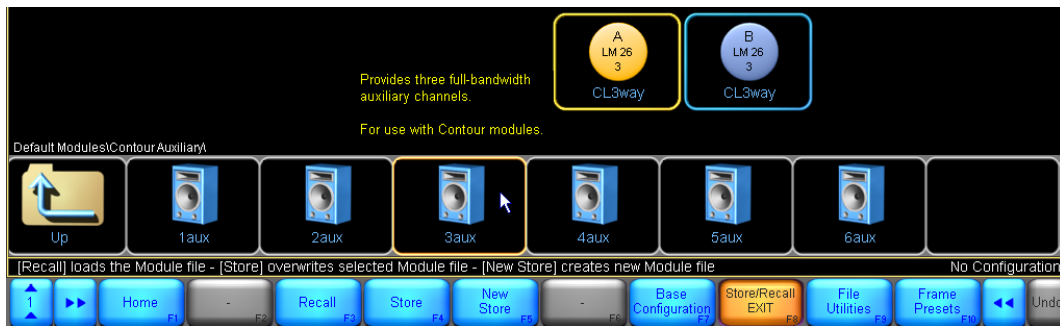 A
LM 26
3
CL3way
B
LM 26
3
CL3way
Provides three full-bandwidth
auxiliary channels.
For use with Contour modules.
Default Modules\Contour Auxiliary\
Up
1aux
2aux
3aux
4aux
5aux
6aux
[Recall] loads the Module file - [Store] overwrites selected Module file - [New Store] creates new Module file
No Configuration
1
Home
F1
-
F2
Recall
F3
Store
F4
New
Store
F5
-
F6
Base
Configuration
F7
Store/Recall
EXIT
F8
File
Utilities
F9
Frame
Presets
F10
Undo